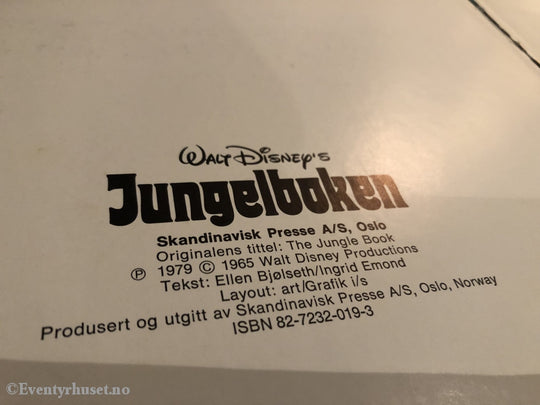 Walt Disney's
Jungelboken
Skandinavisk Presse A/S, Oslo
Originalens tittel: The Jungle Book
℗ 1979 © 1965 Walt Disney Productions
Tekst: Ellen Bjølseth/Ingrid Emond
Layout: art/Grafik i/s
Produsert og utgitt av Skandinavisk Presse A/S, Oslo, Norway
ISBN 82-7232-019-3
©Eventyrhuset.no